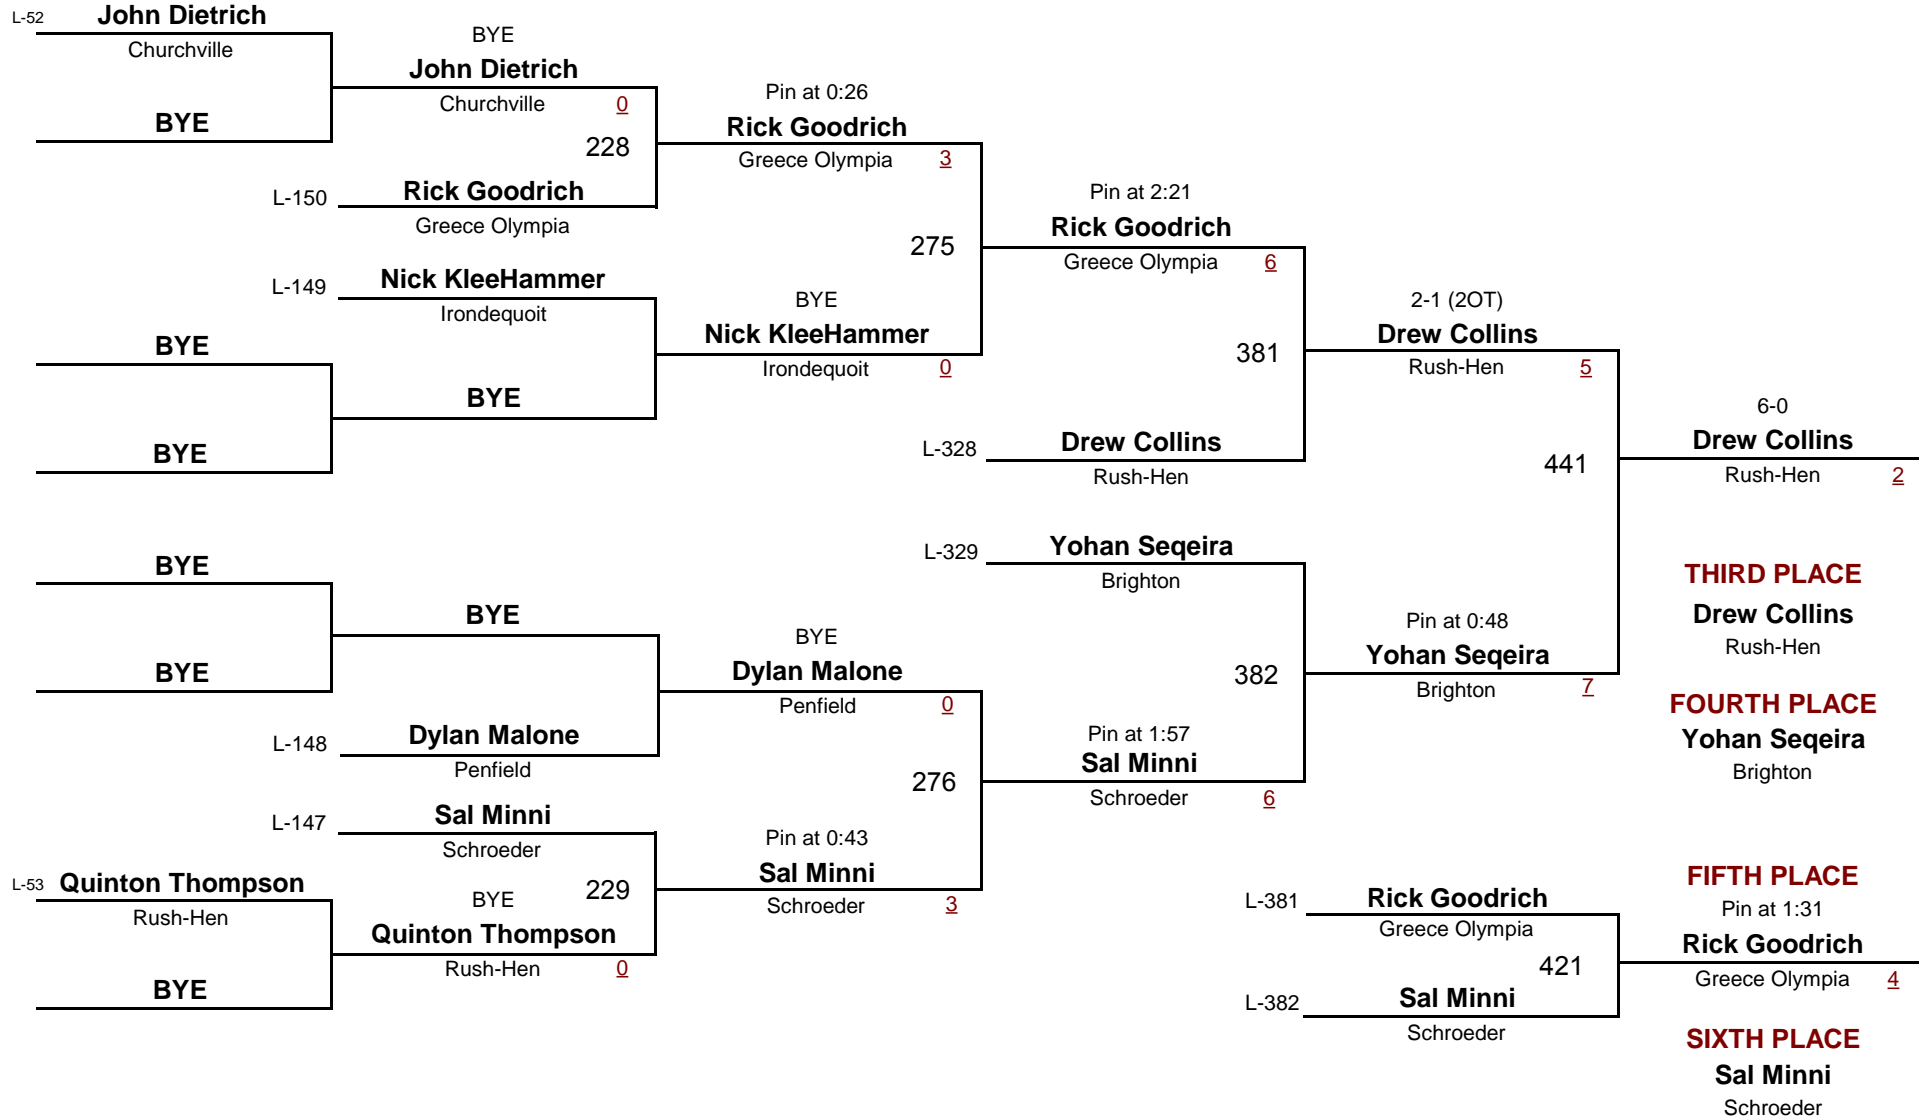 L-52 John Dietrich
Churchville
BYE
BYE
John Dietrich
Churchville 0
228
L-150 Rick Goodrich
Greece Olympia
Pin at 0:26
Rick Goodrich
Greece Olympia 3
L-149 Nick KleeHammer
Irondequoit
BYE
BYE
BYE
BYE
Nick KleeHammer
Irondequoit 0
275
Pin at 2:21
Rick Goodrich
Greece Olympia 6
381
L-328 Drew Collins
Rush-Hen
2-1 (2OT)
Drew Collins
Rush-Hen 5
441
6-0
Drew Collins
Rush-Hen 2
BYE
BYE
BYE
L-148 Dylan Malone
Penfield
BYE
Dylan Malone
Penfield 0
276
L-147 Sal Minni
Schroeder
229
L-53 Quinton Thompson
Rush-Hen
BYE
BYE
Quinton Thompson
Rush-Hen 0
Pin at 0:43
Sal Minni
Schroeder 3
L-329 Yohan Seqeira
Brighton
382
Pin at 1:57
Sal Minni
Schroeder 6
Pin at 0:48
Yohan Seqeira
Brighton 7
THIRD PLACE
Drew Collins
Rush-Hen
FOURTH PLACE
Yohan Seqeira
Brighton
L-381 Rick Goodrich
Greece Olympia
421
L-382 Sal Minni
Schroeder
FIFTH PLACE
Pin at 1:31
Rick Goodrich
Greece Olympia 4
SIXTH PLACE
Sal Minni
Schroeder